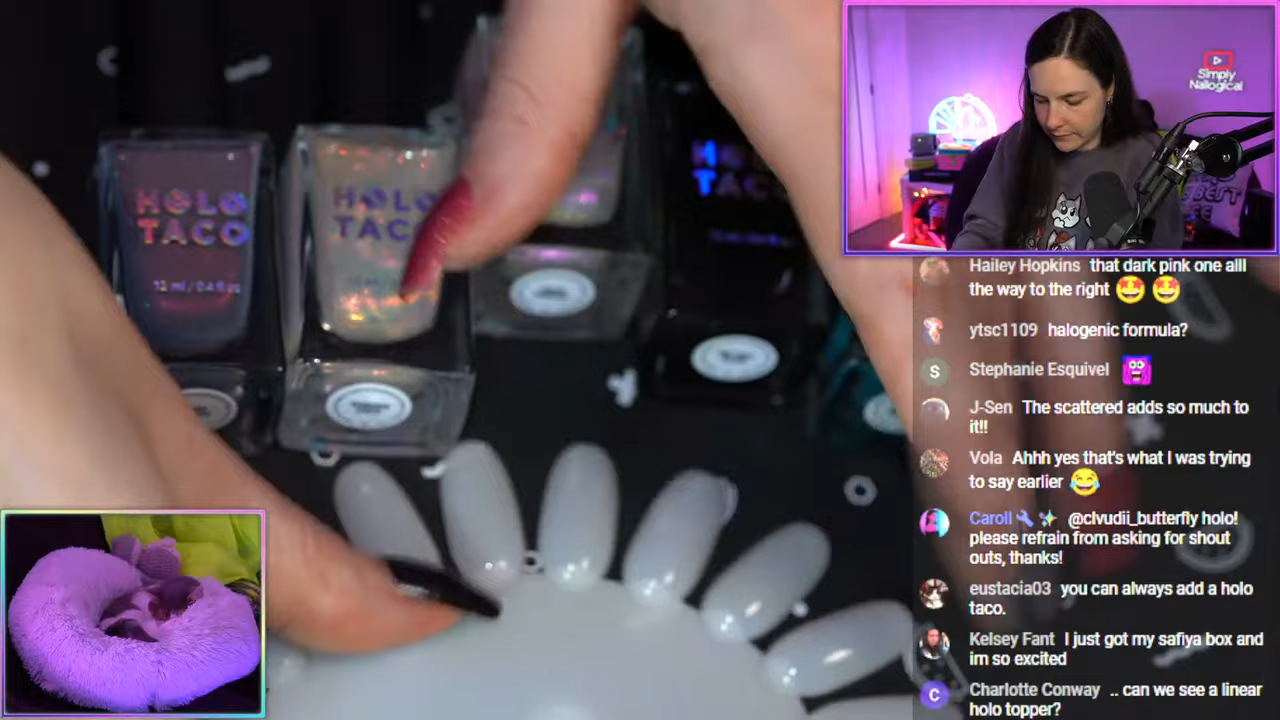 HOLO
TACO
12 ml / 0.4 fl oz
HOLO
TACO
Simply
Nailogical
Hailey Hopkins that dark pink one alll
the way to the right
ytsc1109 halogenic formula?
Stephanie Esquivel
S
J-Sen The scattered adds so much to
it!!
Vola Ahhh yes that's what I was trying
to say earlier
Caroll @clvudii_butterfly holo!
please refrain from asking for shout
outs, thanks!
eustacia03 you can always add a holo
taco.
Kelsey Fant I just got my safiya box and
im so excited
C
Charlotte Conway .. can we see a linear
holo topper?